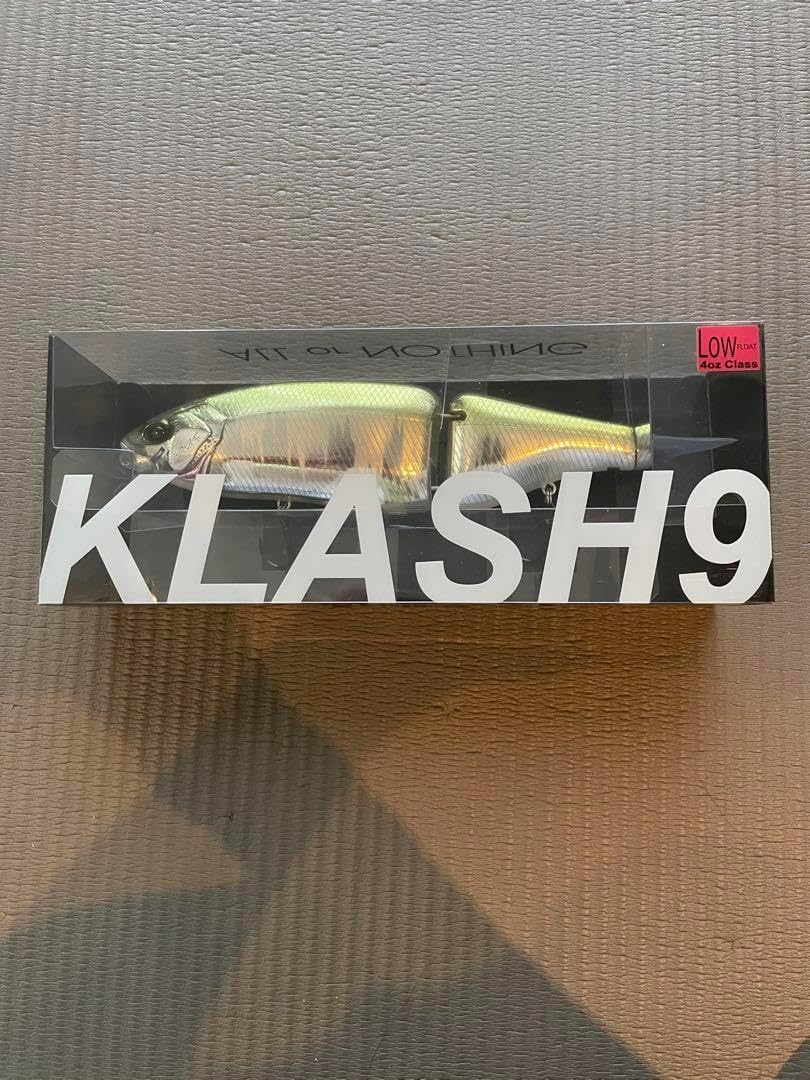 ALL or NOTHING
LOW FLOAT
4oz Class
KLASH9